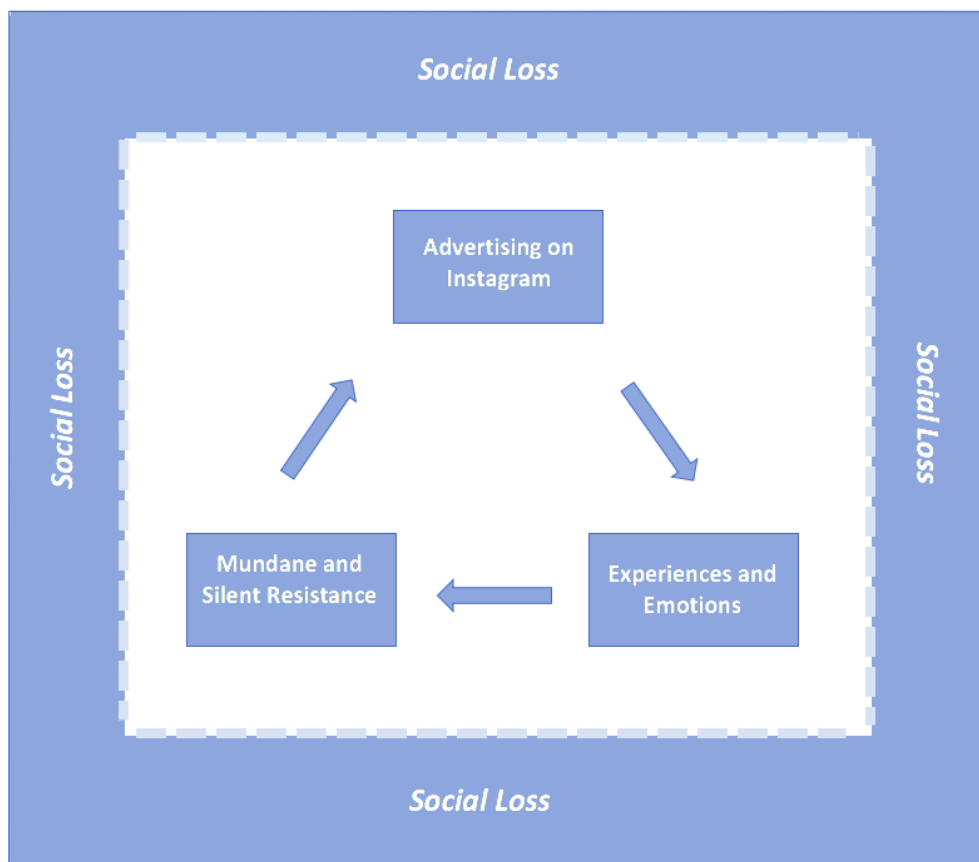 Social Loss
Advertising on
Instagram
Social Loss
Social Loss
Mundane and
Silent Resistance
Experiences and
Emotions
Social Loss